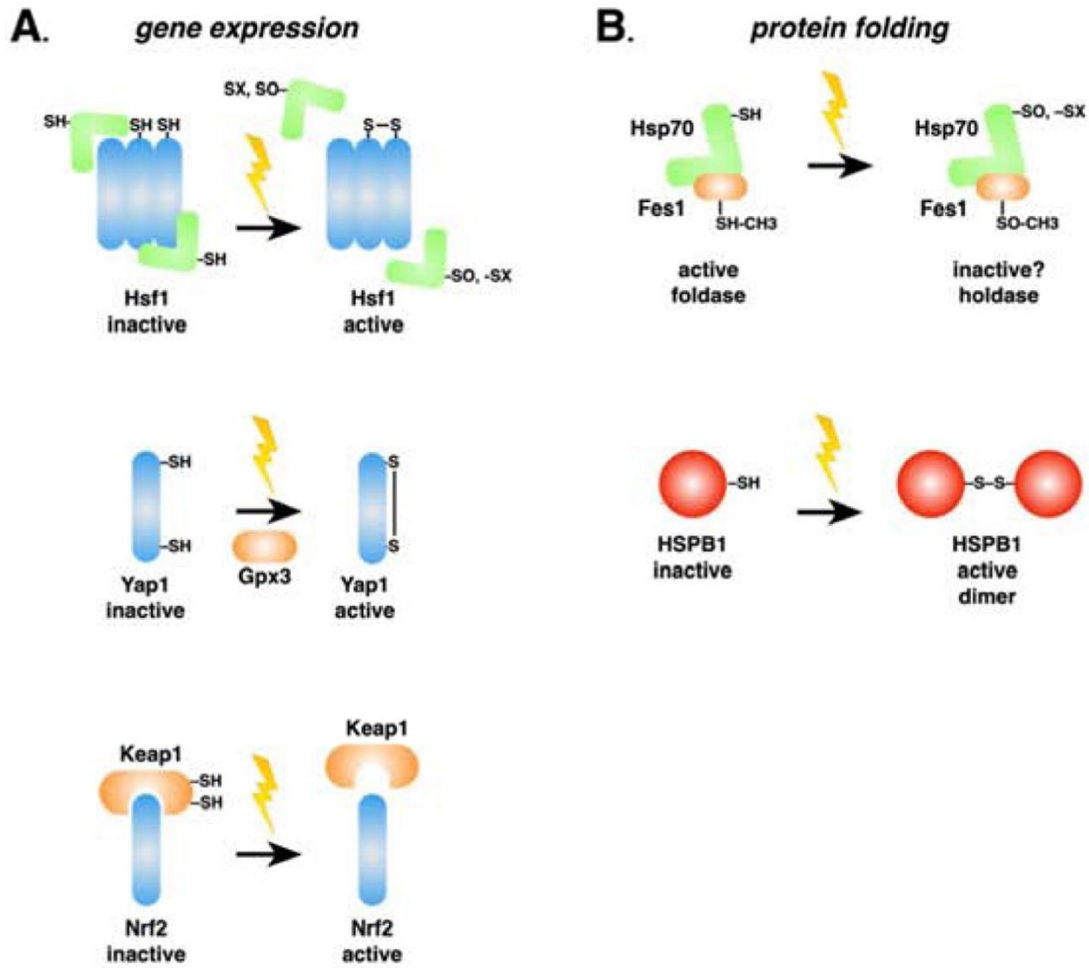 A. gene expression
SH
SH SH
-SH
Hsf1
inactive
SX, SO-
S-S
-SO, -SX
Hsf1
active
-SH
-SH
Yap1
inactive
Gpx3
S
S
Yap1
active
Keap1
-SH
-SH
Nrf2
inactive
Keap1
Nrf2
active
B. protein folding
Hsp70
-SH
Fes1
SH-CH3
active
foldase
Hsp70
-SO, -SX
Fes1
SO-CH3
inactive?
holdase
-SH
HSPB1
inactive
-S-S-
HSPB1
active
dimer